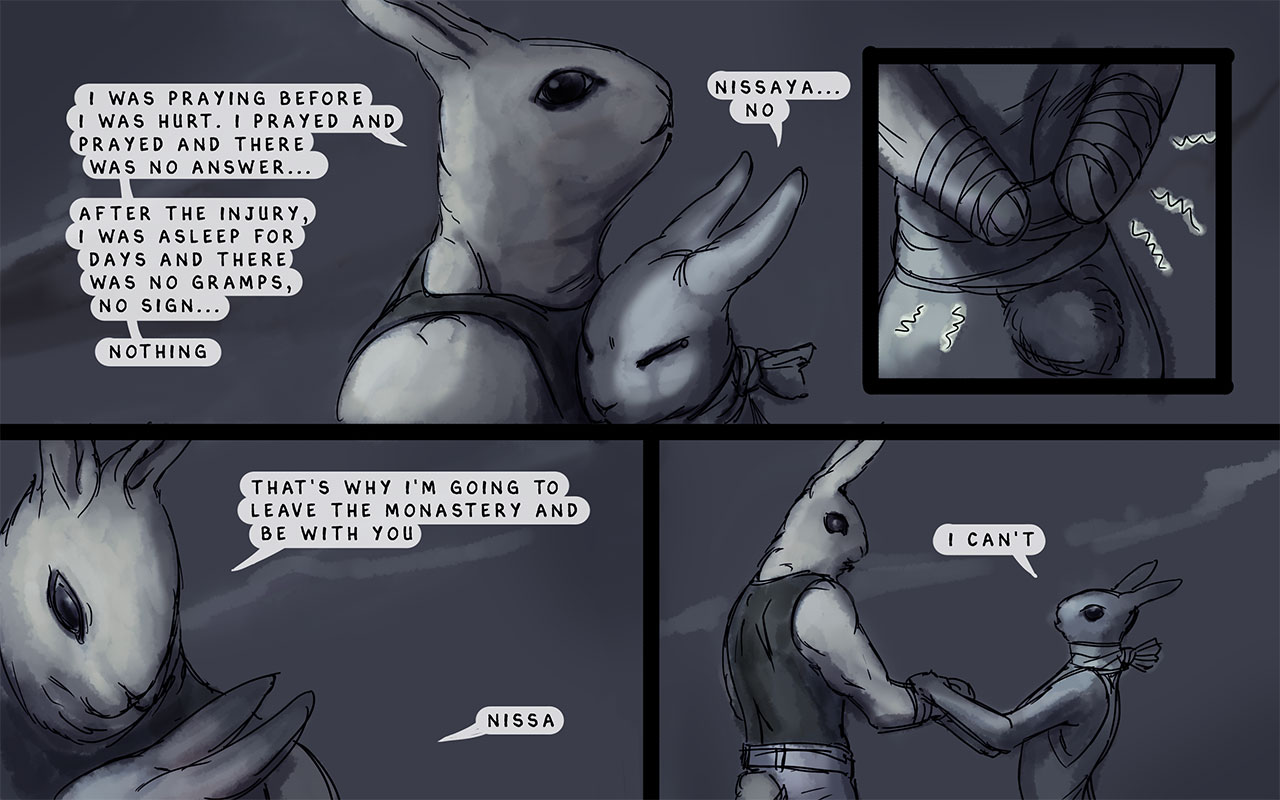 I WAS PRAYING BEFORE
I WAS HURT. I PRAYED AND
PRAYED AND THERE
WAS NO ANSWER...
AFTER THE INJURY,
I WAS ASLEEP FOR
DAYS AND THERE
WAS NO GRAMPS,
NO SIGN...
NOTHING
NISSAYA...
NO
THAT'S WHY I'M GOING TO
LEAVE THE MONASTERY AND
BE WITH YOU
NISSA
I CAN'T